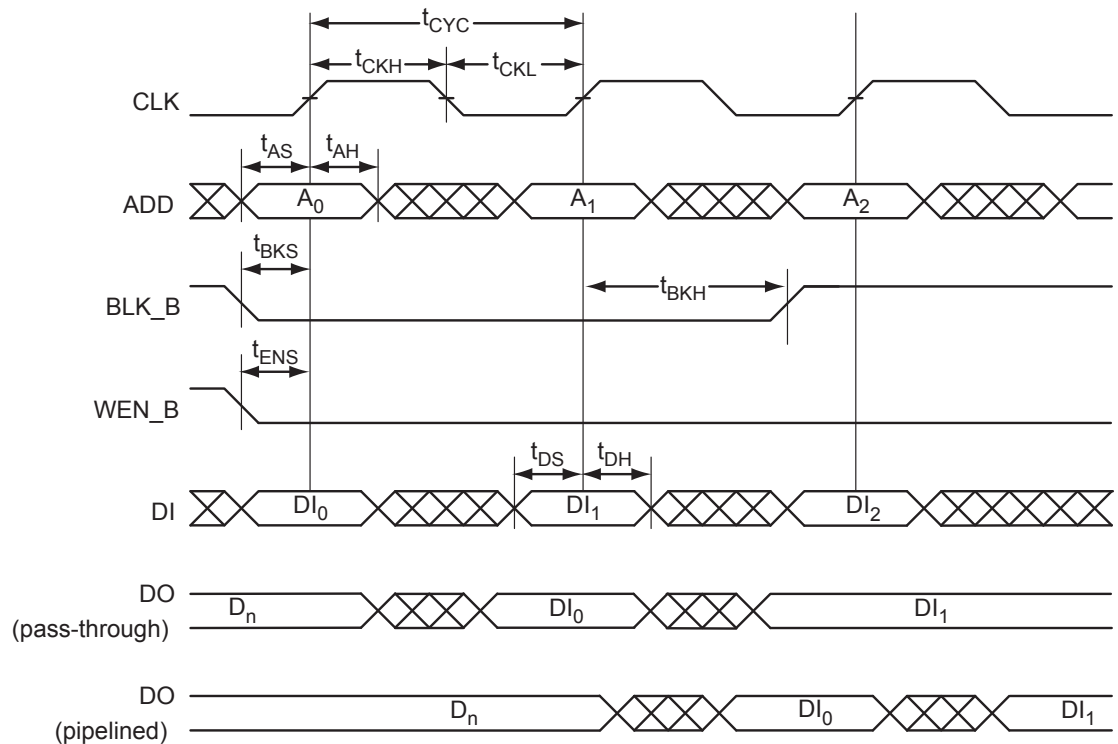 tCYC
tCKH tCKL
CLK
tAS tAH
ADD A0 A1 A2
tBKS
tBKH
BLK_B
tENS
WEN_B
tDS tDH
DI DI0 DI1 DI2
DO
(pass-through) Dn DI0 DI1
DO
(pipelined) Dn DI0 DI1